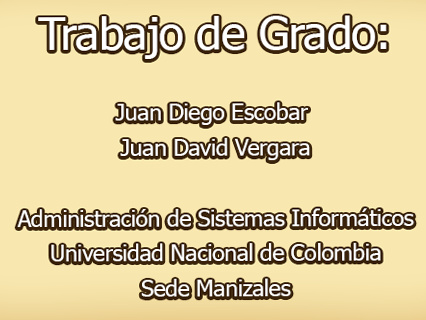 Trabajo de Grado:
Juan Diego Escobar
Juan David Vergara
Administración de Sistemas Informáticos
Universidad Nacional de Colombia
Sede Manizales